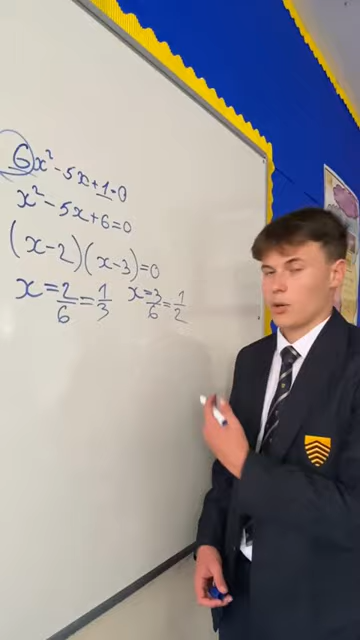 6x² - 5x + 1 = 0
x² - 5x + 6 = 0
(x - 2)(x - 3) = 0
x = 2/6 = 1/3 x = 3/6 = 1/2